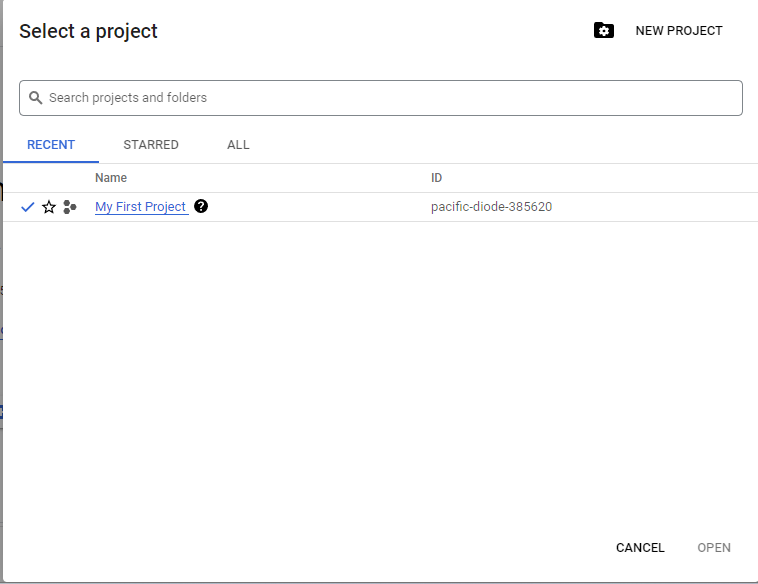 Select a project
NEW PROJECT
Search projects and folders
RECENT STARRED ALL
Name ID
My First Project pacific-diode-385620
CANCEL OPEN